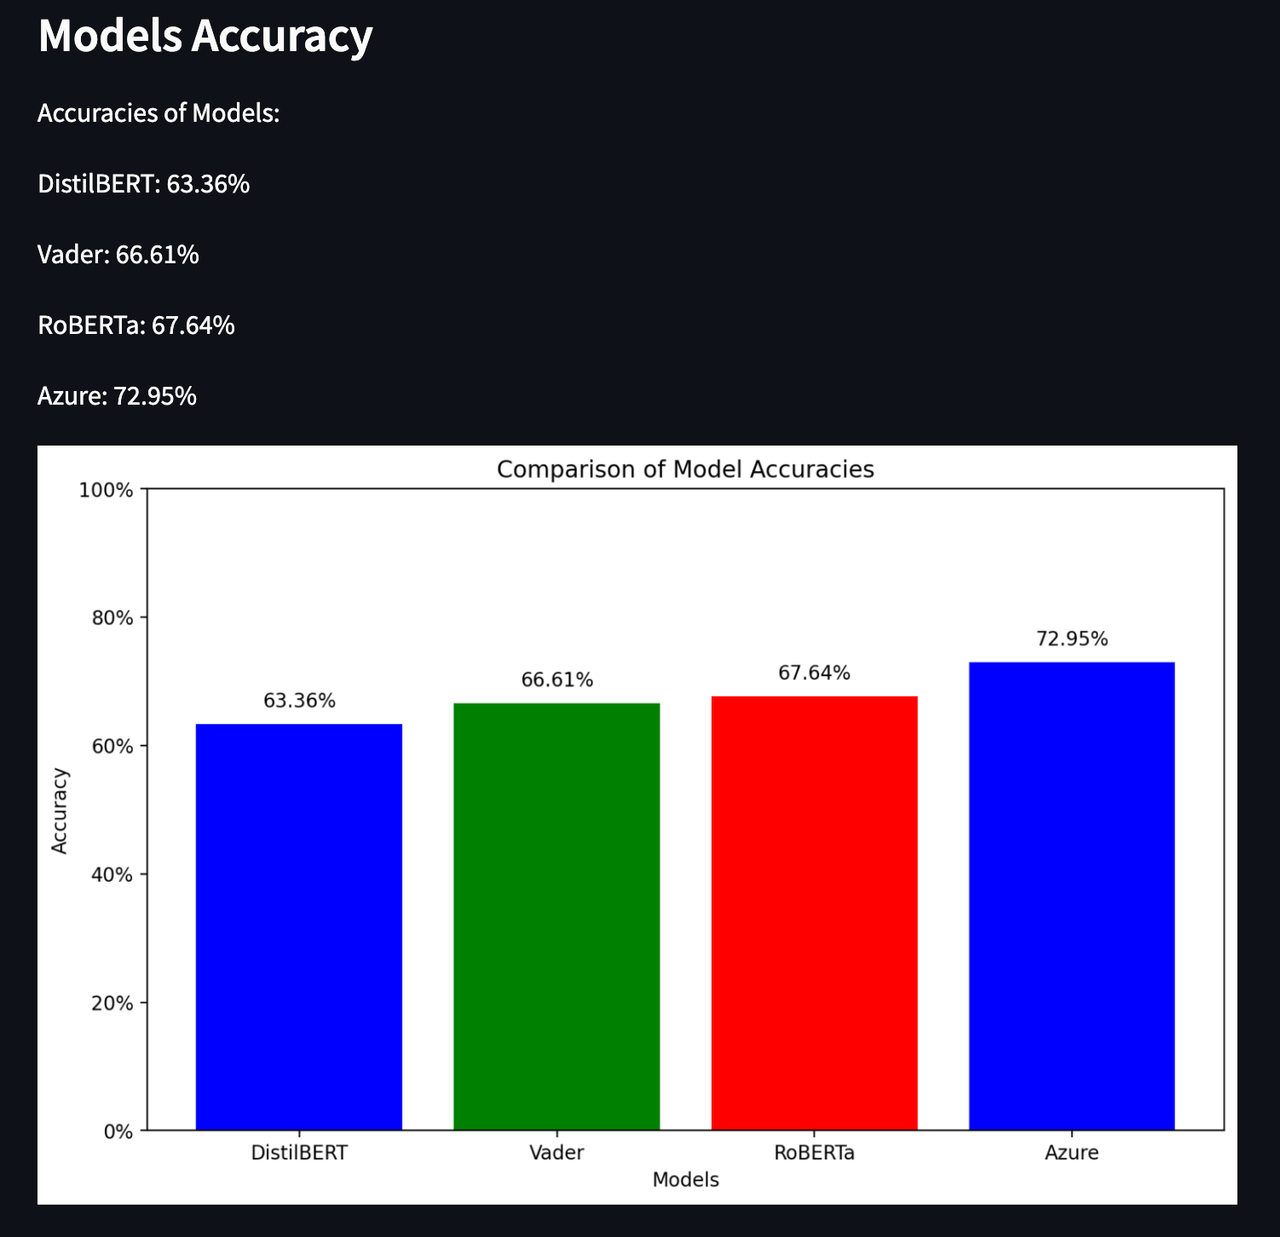 Models Accuracy
Accuracies of Models:
DistilBERT: 63.36%
Vader: 66.61%
RoBERTa: 67.64%
Azure: 72.95%
Comparison of Model Accuracies
100%
80%
60%
40%
20%
0%
Accuracy
63.36%
66.61%
67.64%
72.95%
DistilBERT
Vader
RoBERTa
Azure
Models